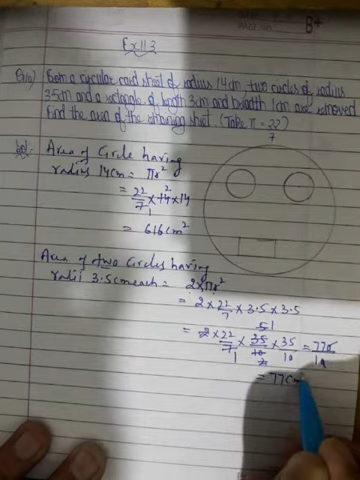 Ex 11.3
From a circular card sheet of radius 14cm, two circles of radius
3.5cm and a rectangle of length 3cm and breadth 1cm are removed
Find the area of the remaining sheet. (Take π = 22/7)
Sol:
Area of Circle having
radius 14cm = πr²
= 22/7 × 14 × 14
= 616cm²
Area of two Circles having
radii 3.5cm each = 2×πr²
= 2 × 22/7 × 3.5 × 3.5
= 2 × 22/7 × 35/10 × 35/10 = 770/10
= 77cm